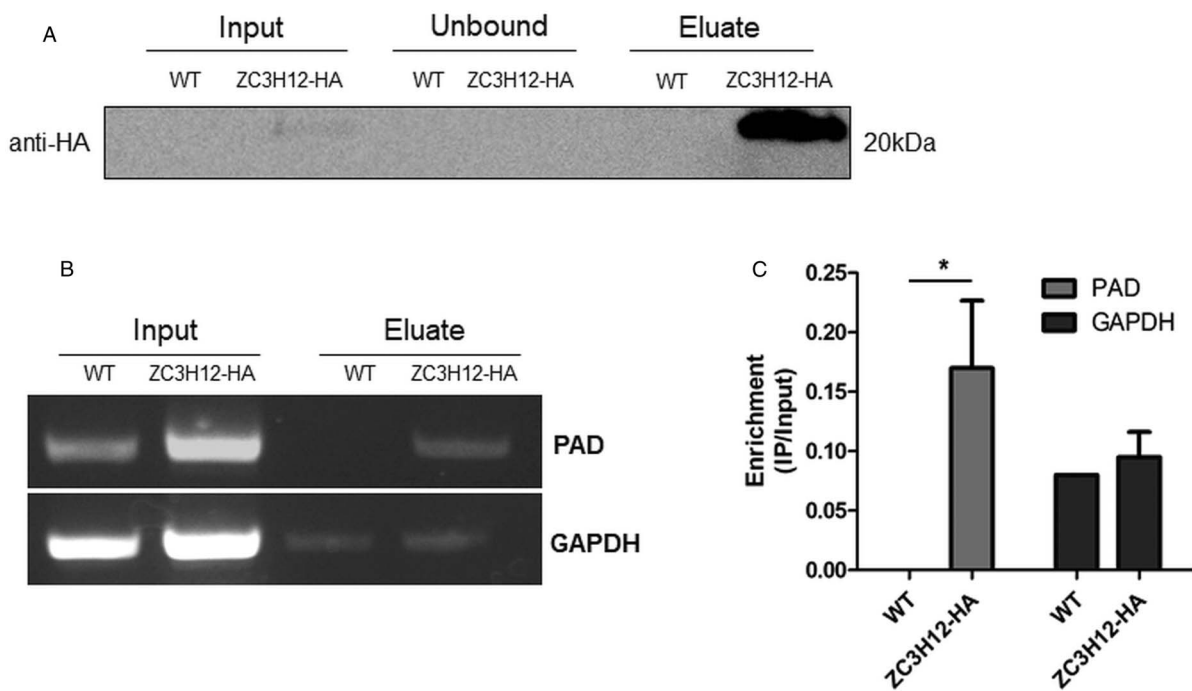 A
Input Unbound Eluate
WT ZC3H12-HA WT ZC3H12-HA WT ZC3H12-HA
anti-HA 20kDa
B
Input Eluate
WT ZC3H12-HA WT ZC3H12-HA
PAD
GAPDH
C
Enrichment
(IP/Input)
0.25
0.20
0.15
0.10
0.05
0.00
*
PAD
GAPDH
WT ZC3H12-HA WT ZC3H12-HA